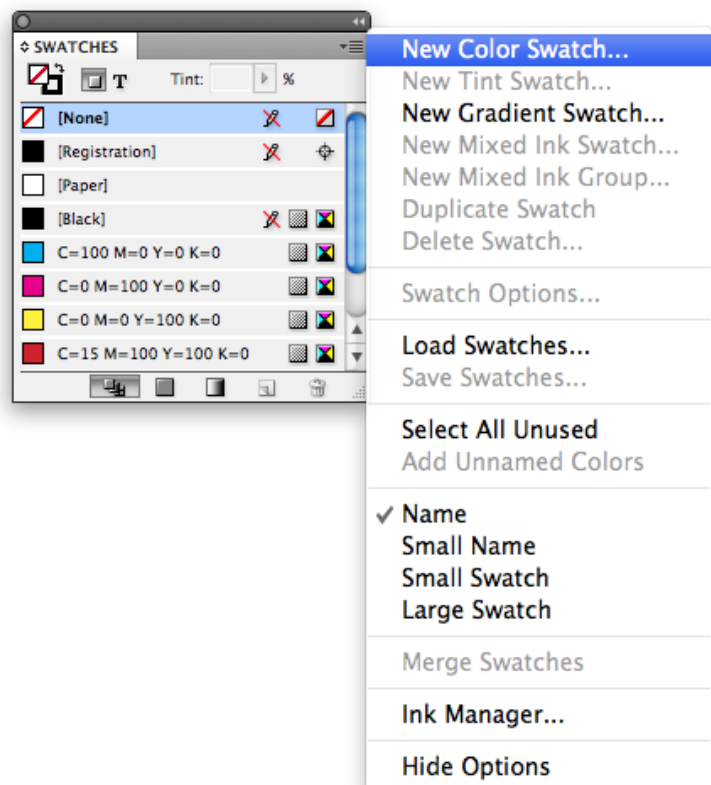 SWATCHES
T Tint: %
[None]
[Registration]
[Paper]
[Black]
C=100 M=0 Y=0 K=0
C=0 M=100 Y=0 K=0
C=0 M=0 Y=100 K=0
C=15 M=100 Y=100 K=0
New Color Swatch...
New Tint Swatch...
New Gradient Swatch...
New Mixed Ink Swatch...
New Mixed Ink Group...
Duplicate Swatch
Delete Swatch...
Swatch Options...
Load Swatches...
Save Swatches...
Select All Unused
Add Unnamed Colors
Name
Small Name
Small Swatch
Large Swatch
Merge Swatches
Ink Manager...
Hide Options